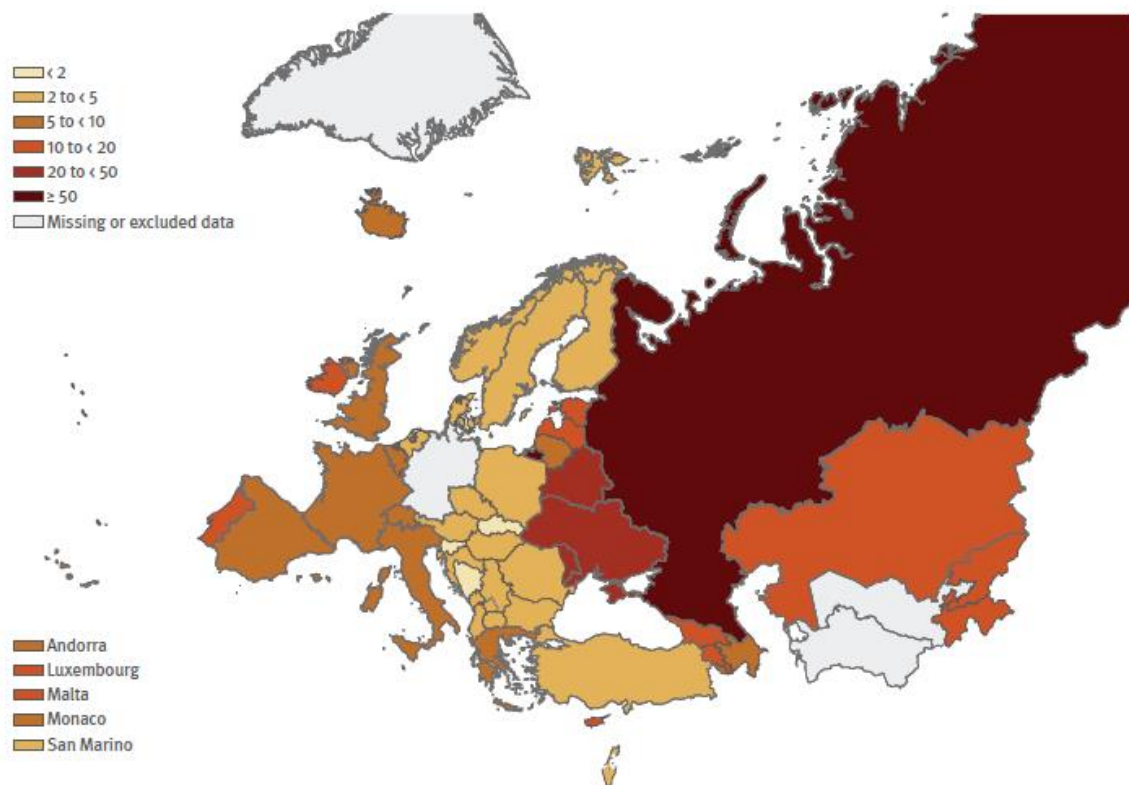 < 2
2 to < 5
5 to < 10
10 to < 20
20 to < 50
≥ 50
Missing or excluded data
Andorra
Luxembourg
Malta
Monaco
San Marino